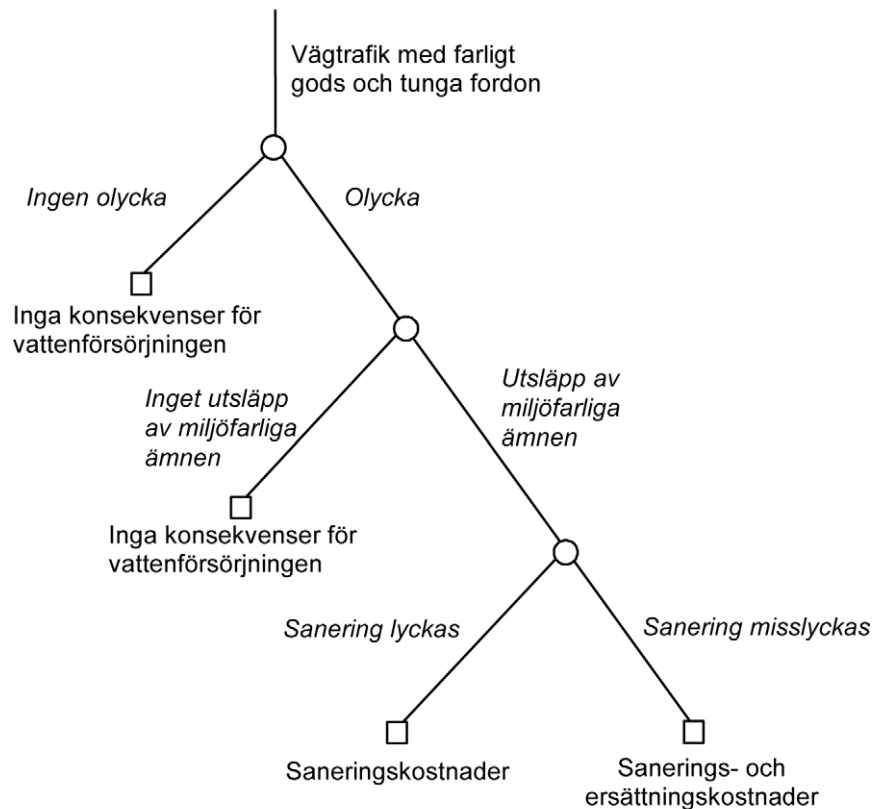 Vägtrafik med farligt
gods och tunga fordon
Ingen olycka
Olycka
Inga konsekvenser för
vattenförsörjningen
Inget utsläpp
av miljöfarliga
ämnen
Utsläpp av
miljöfarliga
ämnen
Inga konsekvenser för
vattenförsörjningen
Sanering lyckas
Sanering misslyckas
Saneringskostnader
Sanerings- och
ersättningskostnader